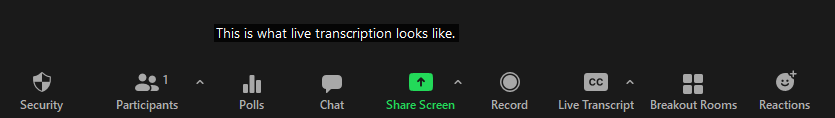 This is what live transcription looks like.
1
CC
Security Participants Polls Chat Share Screen Record Live Transcript Breakout Rooms Reactions